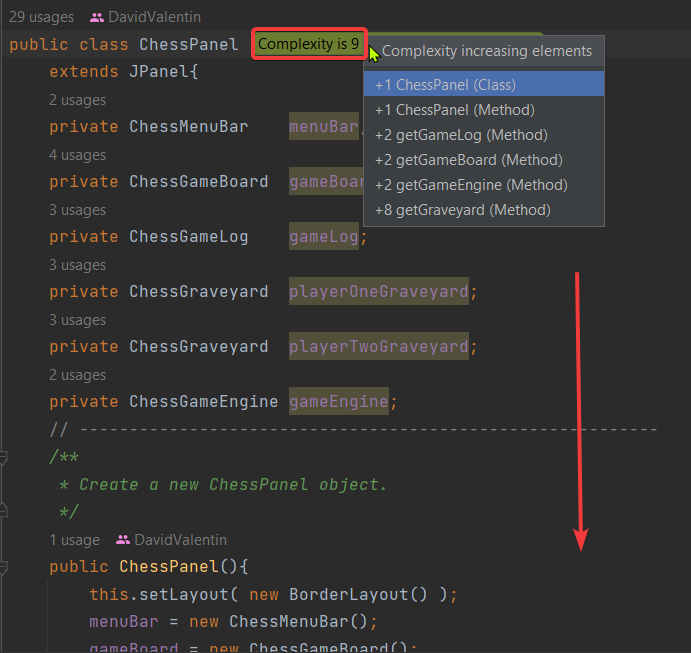 29 usages DavidValentin
public class ChessPanel Complexity is 9
Complexity increasing elements
extends JPanel{
+1 ChessPanel (Class)
2 usages
+1 ChessPanel (Method)
private ChessMenuBar menuBar;
+2 getGameLog (Method)
4 usages
+2 getGameBoard (Method)
private ChessGameBoard gameBoar
+2 getGameEngine (Method)
3 usages
+8 getGraveyard (Method)
private ChessGameLog gameLog;
3 usages
private ChessGraveyard playerOneGraveyard;
3 usages
private ChessGraveyard playerTwoGraveyard;
2 usages
private ChessGameEngine gameEngine;
// ----------------------------------------------------------
/**
* Create a new ChessPanel object.
*/
1 usage DavidValentin
public ChessPanel(){
this.setLayout( new BorderLayout() );
menuBar = new ChessMenuBar();
gameBoard = new ChessGameBoard();